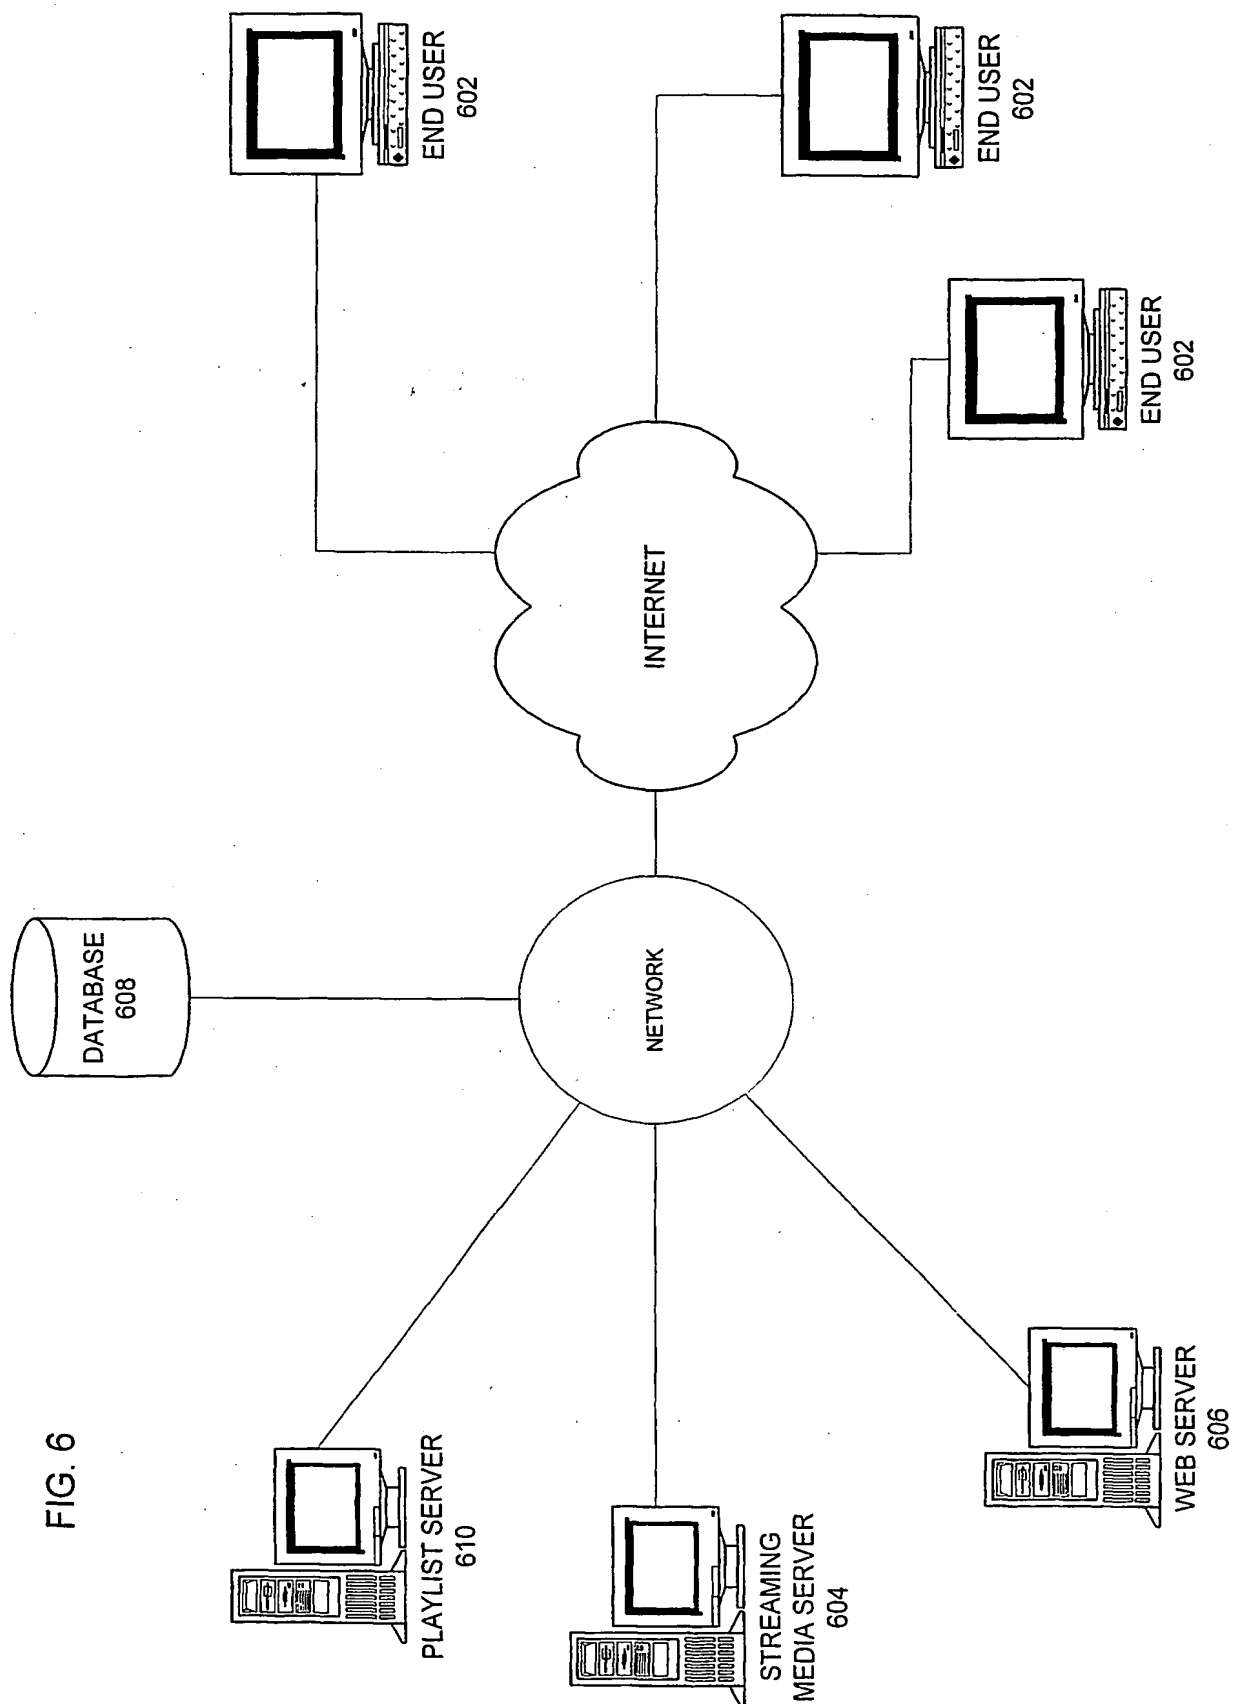 FIG. 6
DATABASE
608
PLAYLIST SERVER
610
STREAMING
MEDIA SERVER
604
WEB SERVER
606
NETWORK
INTERNET
END USER
602
END USER
602
END USER
602